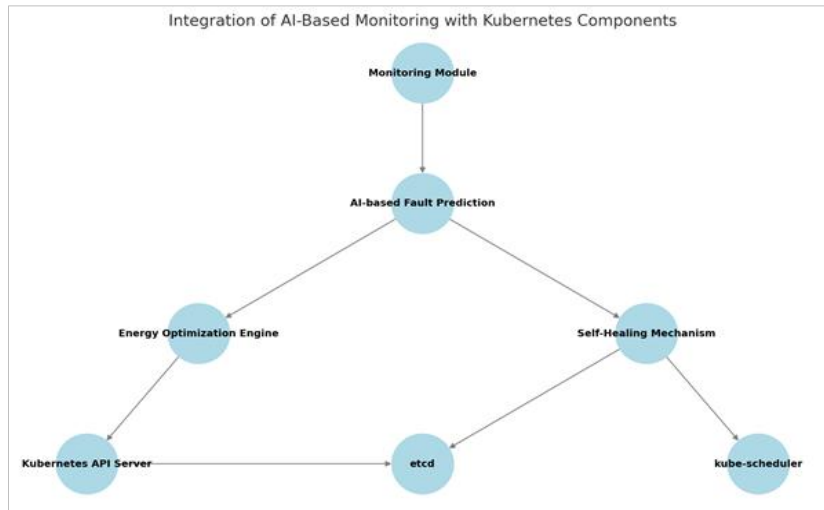 Integration of AI-Based Monitoring with Kubernetes Components
Monitoring Module
AI-based Fault Prediction
Energy Optimization Engine
Self-Healing Mechanism
Kubernetes API Server
etcd
kube-scheduler